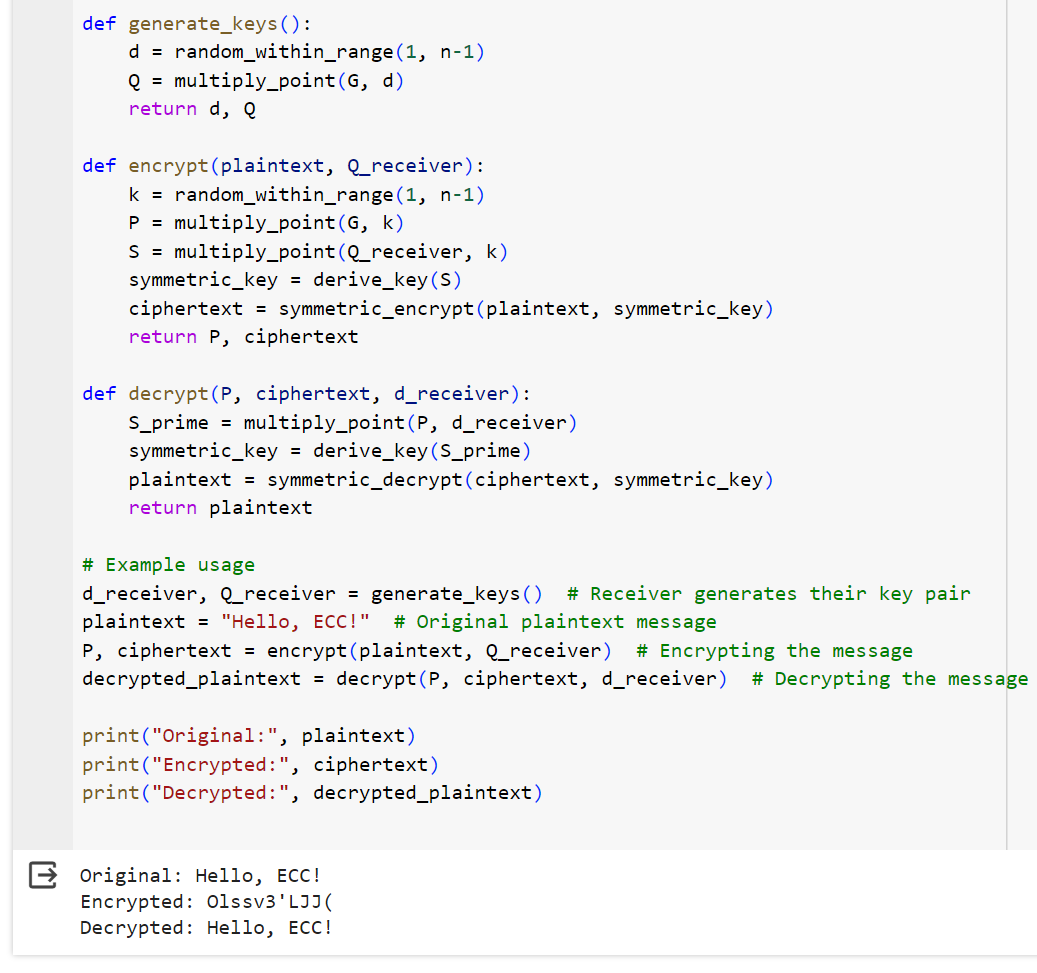 def generate_keys():
    d = random_within_range(1, n-1)
    Q = multiply_point(G, d)
    return d, Q

def encrypt(plaintext, Q_receiver):
    k = random_within_range(1, n-1)
    P = multiply_point(G, k)
    S = multiply_point(Q_receiver, k)
    symmetric_key = derive_key(S)
    ciphertext = symmetric_encrypt(plaintext, symmetric_key)
    return P, ciphertext

def decrypt(P, ciphertext, d_receiver):
    S_prime = multiply_point(P, d_receiver)
    symmetric_key = derive_key(S_prime)
    plaintext = symmetric_decrypt(ciphertext, symmetric_key)
    return plaintext

# Example usage
d_receiver, Q_receiver = generate_keys()  # Receiver generates their key pair
plaintext = "Hello, ECC!"  # Original plaintext message
P, ciphertext = encrypt(plaintext, Q_receiver)  # Encrypting the message
decrypted_plaintext = decrypt(P, ciphertext, d_receiver)  # Decrypting the message

print("Original:", plaintext)
print("Encrypted:", ciphertext)
print("Decrypted:", decrypted_plaintext)

Original: Hello, ECC!
Encrypted: Olssv3'LJJ(
Decrypted: Hello, ECC!